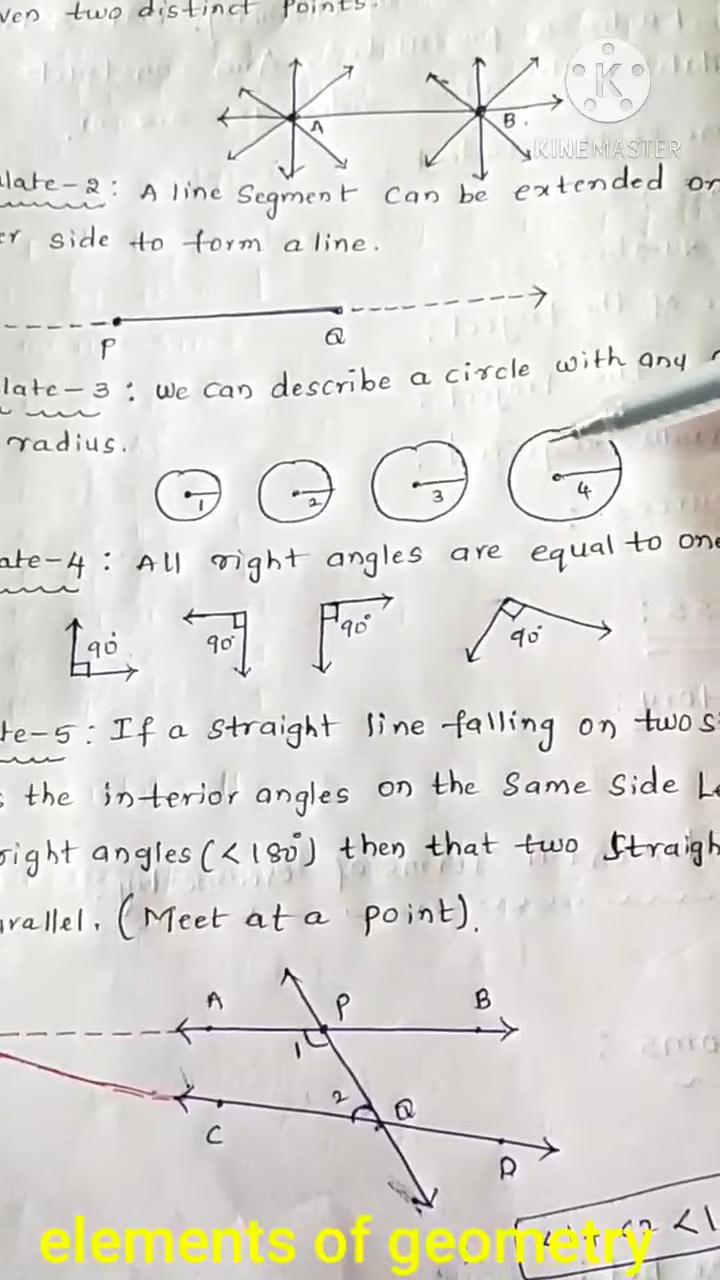 ven two distinct points.
A B.
K
KINEMASTER
late-2: A line segment can be extended on
er side to form a line.
P Q
late-3: we can describe a circle with any
radius.
1 2 3 4
ate-4: All right angles are equal to one
90° 90° 90° 90°
te-5: If a straight line falling on two s
s the interior angles on the same side Le
right angles (<180°) then that two straigh
rallel. (Meet at a point).
A P B
1
2 Q
C
D
elements of geometry